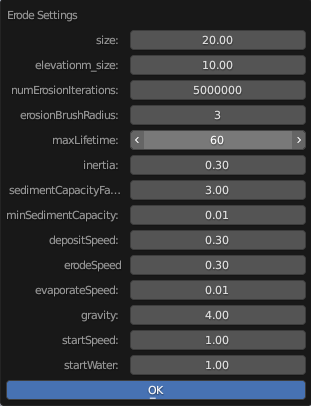 Erode Settings
size: 20.00
elevationm_size: 10.00
numErosionIterations: 5000000
erosionBrushRadius: 3
maxLifetime: 60
inertia: 0.30
sedimentCapacityFa... 3.00
minSedimentCapacity: 0.01
depositSpeed: 0.30
erodeSpeed 0.30
evaporateSpeed: 0.01
gravity: 4.00
startSpeed: 1.00
startWater: 1.00
OK